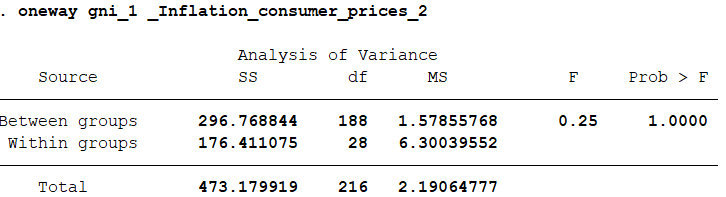 . oneway gni_1 _Inflation_consumer_prices_2
Analysis of Variance
Source SS df MS F Prob > F
Between groups 296.768844 188 1.57855768 0.25 1.0000
Within groups 176.411075 28 6.30039552
Total 473.179919 216 2.19064777